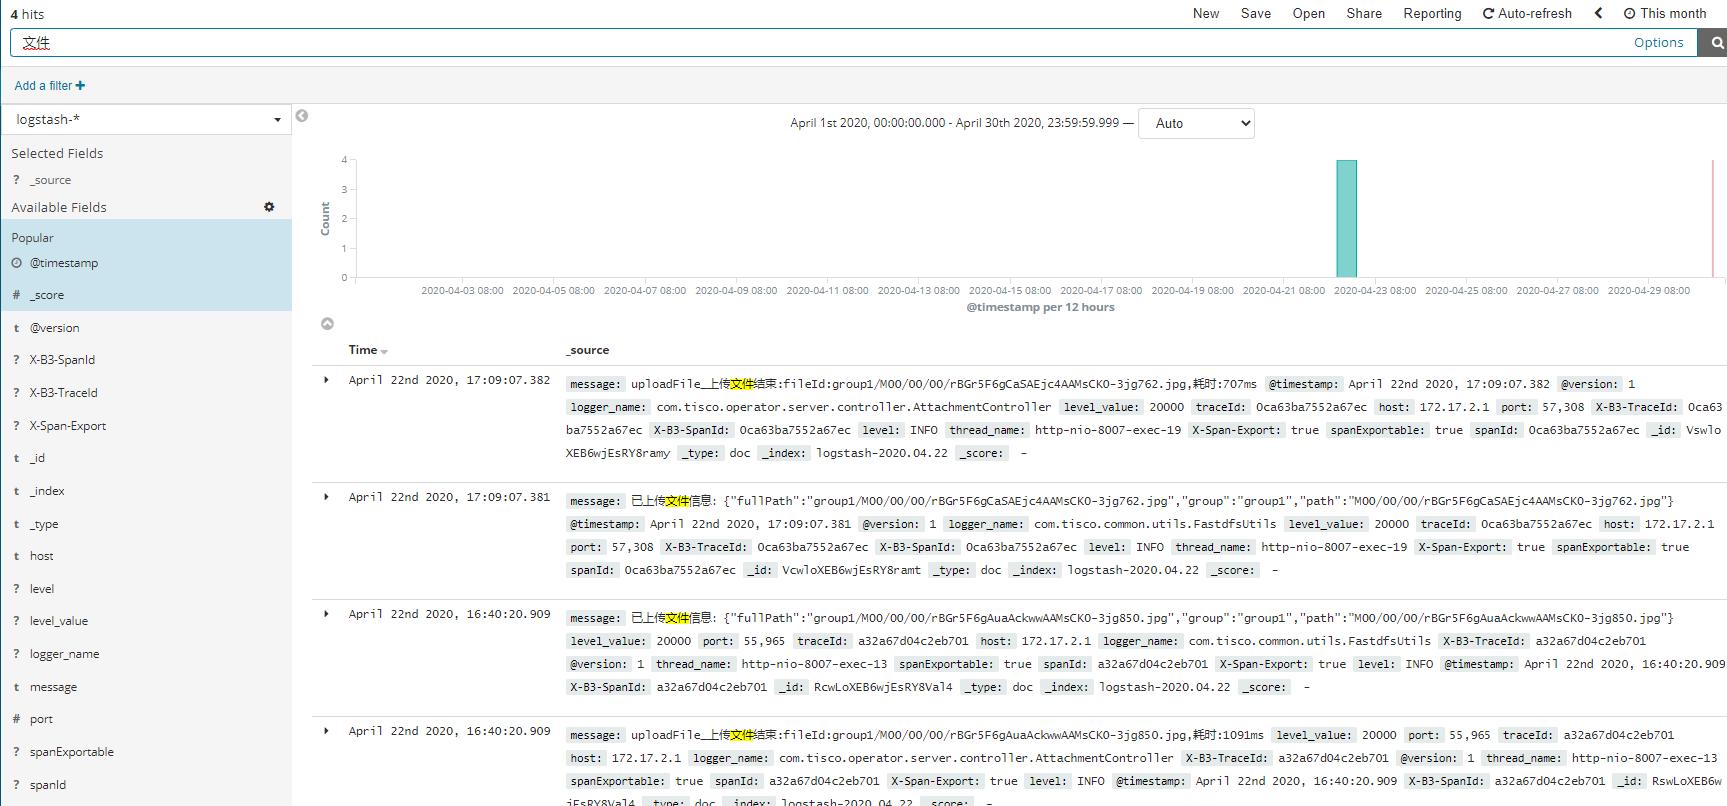 4 hits
New Save Open Share Reporting Auto-refresh This month
文件
Options
Add a filter
logstash-*
April 1st 2020, 00:00:00.000 - April 30th 2020, 23:59:59.999 — Auto
Selected Fields
? _source
Available Fields
Popular
@timestamp
# _score
t @version
? X-B3-SpanId
? X-B3-TraceId
? X-Span-Export
t _id
t _index
t _type
t host
? level
? level_value
? logger_name
t message
# port
? spanExportable
? spanId
Count
4
3
2
1
0
2020-04-03 08:00 2020-04-05 08:00 2020-04-07 08:00 2020-04-09 08:00 2020-04-11 08:00 2020-04-13 08:00 2020-04-15 08:00 2020-04-17 08:00 2020-04-19 08:00 2020-04-21 08:00 2020-04-23 08:00 2020-04-25 08:00 2020-04-27 08:00 2020-04-29 08:00
@timestamp per 12 hours
Time _source
April 22nd 2020, 17:09:07.382
message: uploadFile_上传文件结束:fileId:group1/M00/00/00/rBGr5F6gCaSAEjc4AAMsCKO-3jg762.jpg,耗时:707ms @timestamp: April 22nd 2020, 17:09:07.382 @version: 1
logger_name: com.tisco.operator.server.controller.AttachmentController level_value: 20000 traceId: 0ca63ba7552a67ec host: 172.17.2.1 port: 57,308 X-B3-TraceId: 0ca63
ba7552a67ec X-B3-SpanId: 0ca63ba7552a67ec level: INFO thread_name: http-nio-8007-exec-19 X-Span-Export: true spanExportable: true spanId: 0ca63ba7552a67ec _id: Vswlo
XEB6wjEsRY8ramy _type: doc _index: logstash-2020.04.22 _score: -
April 22nd 2020, 17:09:07.381
message: 已上传文件信息: {"fullPath":"group1/M00/00/00/rBGr5F6gCaSAEjc4AAMsCKO-3jg762.jpg","group":"group1","path":"M00/00/00/rBGr5F6gCaSAEjc4AAMsCKO-3jg762.jpg"}
@timestamp: April 22nd 2020, 17:09:07.381 @version: 1 logger_name: com.tisco.common.utils.FastdfsUtils level_value: 20000 traceId: 0ca63ba7552a67ec host: 172.17.2.1
port: 57,308 X-B3-TraceId: 0ca63ba7552a67ec X-B3-SpanId: 0ca63ba7552a67ec level: INFO thread_name: http-nio-8007-exec-19 X-Span-Export: true spanExportable: true
spanId: 0ca63ba7552a67ec _id: VcwloXEB6wjEsRY8ramt _type: doc _index: logstash-2020.04.22 _score: -
April 22nd 2020, 16:40:20.909
message: 已上传文件信息: {"fullPath":"group1/M00/00/00/rBGr5F6gAuaAckwwAAMsCKO-3jg850.jpg","group":"group1","path":"M00/00/00/rBGr5F6gAuaAckwwAAMsCKO-3jg850.jpg"}
level_value: 20000 port: 55,965 traceId: a32a67d04c2eb701 host: 172.17.2.1 logger_name: com.tisco.common.utils.FastdfsUtils X-B3-TraceId: a32a67d04c2eb701
@version: 1 thread_name: http-nio-8007-exec-13 spanExportable: true spanId: a32a67d04c2eb701 X-Span-Export: true level: INFO @timestamp: April 22nd 2020, 16:40:20.909
X-B3-SpanId: a32a67d04c2eb701 _id: RcwLoXEB6wjEsRY8Val4 _type: doc _index: logstash-2020.04.22 _score: -
April 22nd 2020, 16:40:20.909
message: uploadFile_上传文件结束:fileId:group1/M00/00/00/rBGr5F6gAuaAckwwAAMsCKO-3jg850.jpg,耗时:1091ms level_value: 20000 port: 55,965 traceId: a32a67d04c2eb701
host: 172.17.2.1 logger_name: com.tisco.operator.server.controller.AttachmentController X-B3-TraceId: a32a67d04c2eb701 @version: 1 thread_name: http-nio-8007-exec-13
spanExportable: true spanId: a32a67d04c2eb701 X-Span-Export: true level: INFO @timestamp: April 22nd 2020, 16:40:20.909 X-B3-SpanId: a32a67d04c2eb701 _id: RswLoXEB6w
jEsRY8Val4 _type: doc _index: logstash-2020.04.22 _score: -